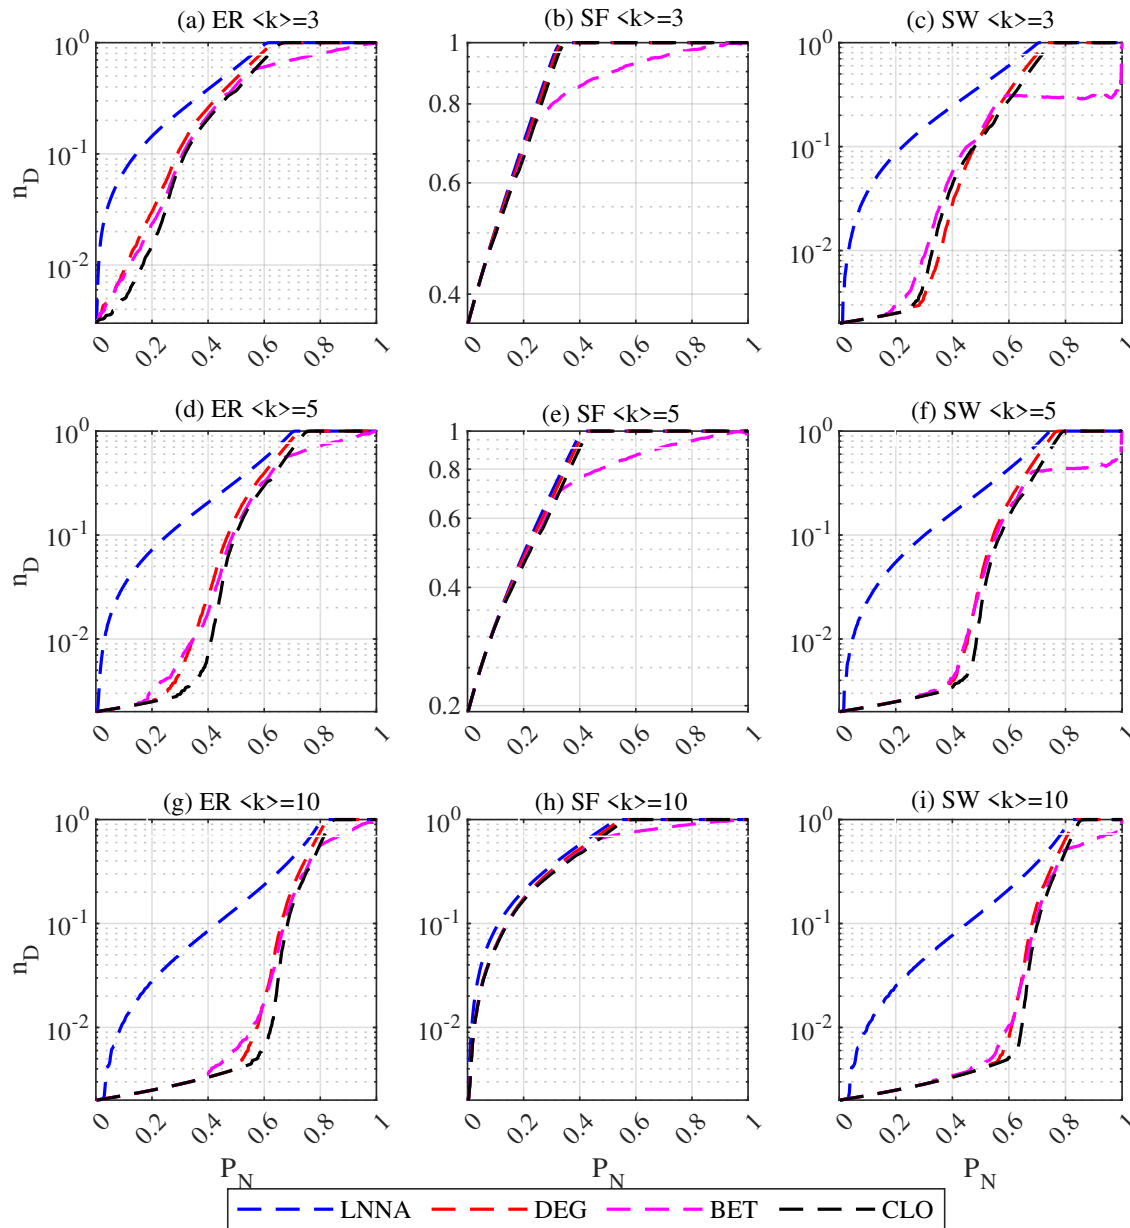 (a) ER <k>=3
(b) SF <k>=3
(c) SW <k>=3
n_D
10^0
10^-1
10^-2
0 0.2 0.4 0.6 0.8 1
1
0.8
0.6
0.4
0 0.2 0.4 0.6 0.8 1
10^0
10^-1
10^-2
0 0.2 0.4 0.6 0.8 1
(d) ER <k>=5
(e) SF <k>=5
(f) SW <k>=5
n_D
10^0
10^-1
10^-2
0 0.2 0.4 0.6 0.8 1
1
0.8
0.6
0.4
0.2
0 0.2 0.4 0.6 0.8 1
10^0
10^-1
10^-2
0 0.2 0.4 0.6 0.8 1
(g) ER <k>=10
(h) SF <k>=10
(i) SW <k>=10
n_D
10^0
10^-1
10^-2
0 0.2 0.4 0.6 0.8 1
10^0
10^-1
10^-2
0 0.2 0.4 0.6 0.8 1
10^0
10^-1
10^-2
0 0.2 0.4 0.6 0.8 1
P_N
P_N
P_N
LNNA DEG BET CLO